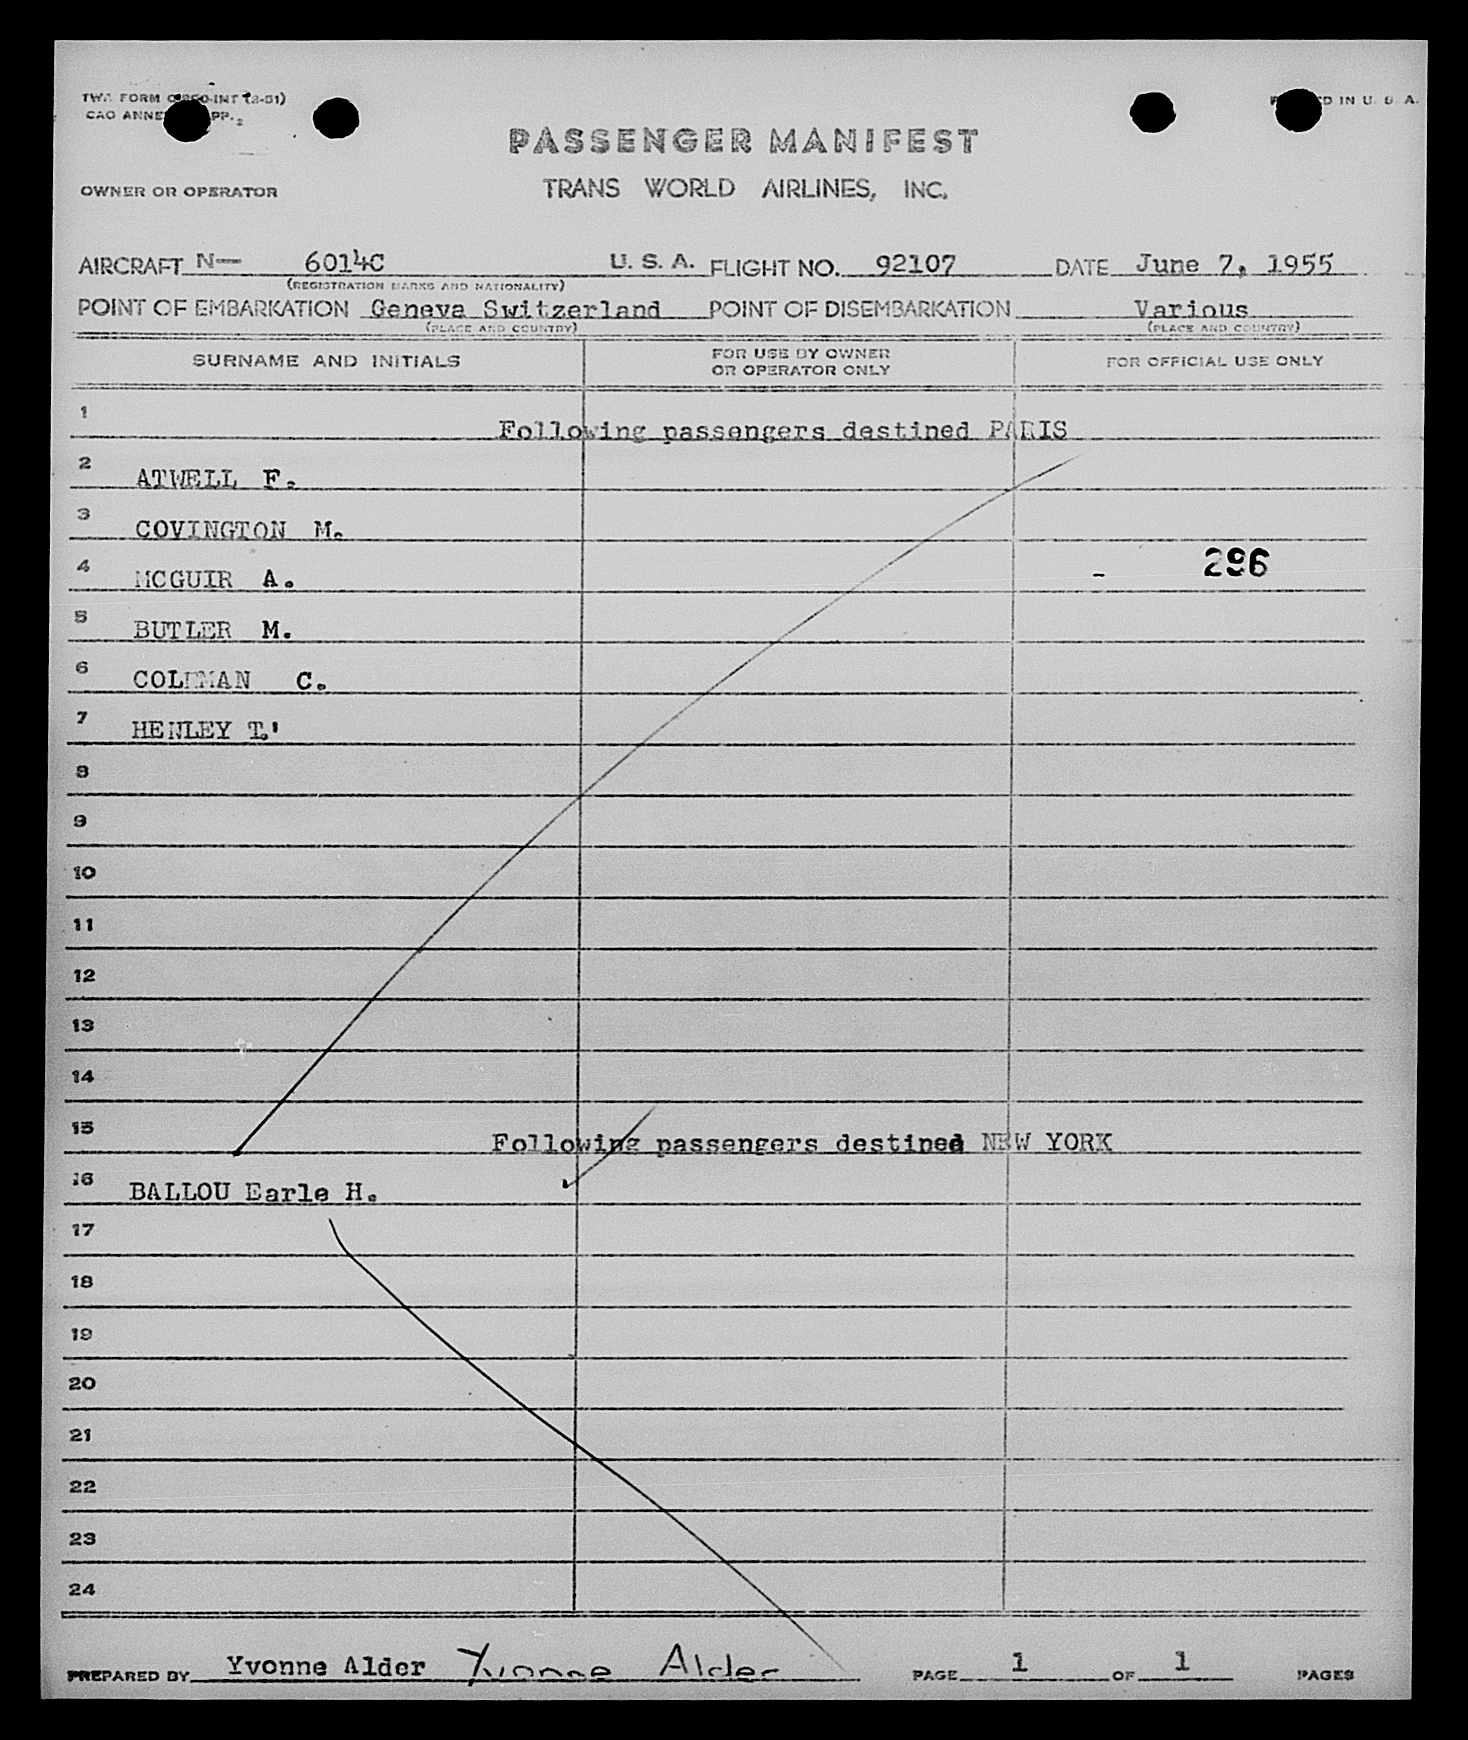 TWA FORM
CAO ANNE
IN U. S. A.
PASSENGER MANIFEST
OWNER OR OPERATOR TRANS WORLD AIRLINES, INC.
AIRCRAFT N— 6014C U. S. A. FLIGHT NO. 92107 DATE June 7, 1955
(REGISTRATION MARKS AND NATIONALITY)
POINT OF EMBARKATION Geneva Switzerland POINT OF DISEMBARKATION Various
(PLACE AND COUNTRY) (PLACE AND COUNTRY)
SURNAME AND INITIALS FOR USE BY OWNER OR OPERATOR ONLY FOR OFFICIAL USE ONLY
1 Following passengers destined PARIS
2 ATWELL F.
3 COVINGTON M.
4 MCGUIR A. - 296
5 BUTLER M.
6 COLEMAN C.
7 HENLEY T.'
8
9
10
11
12
13
14
15 Following passengers destined NEW YORK
16 BALLOU Earle H.
17
18
19
20
21
22
23
24
PREPARED BY Yvonne Alder Yvonne Alder PAGE 1 OF 1 PAGES